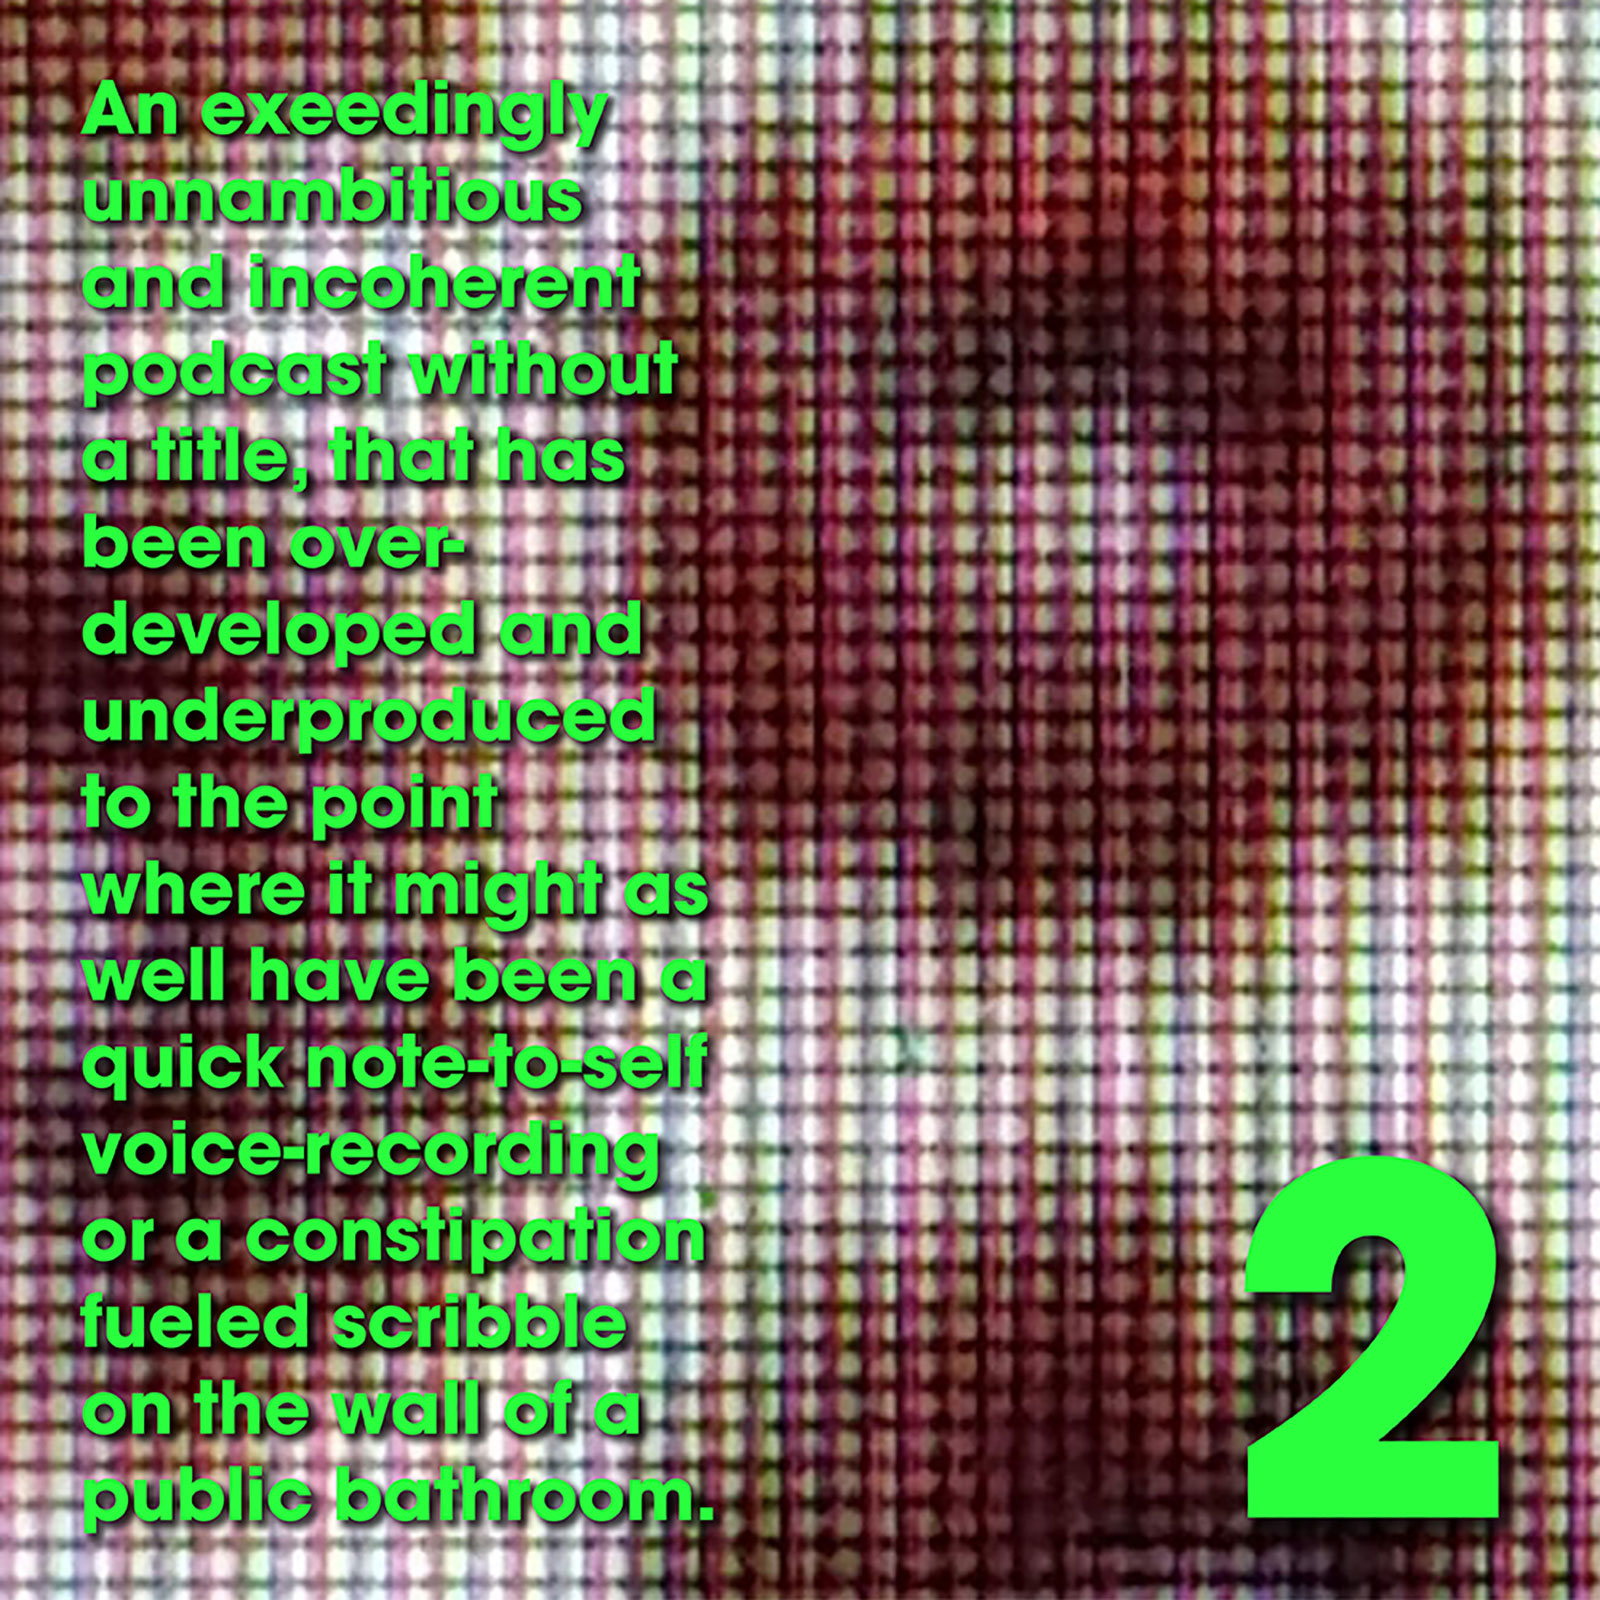 An exeedingly
unnambitious
and incoherent
podcast without
a title, that has
been over-
developed and
underproduced
to the point
where it might as
well have been a
quick note-to-self
voice-recording
or a constipation
fueled scribble
on the wall of a
public bathroom.
2